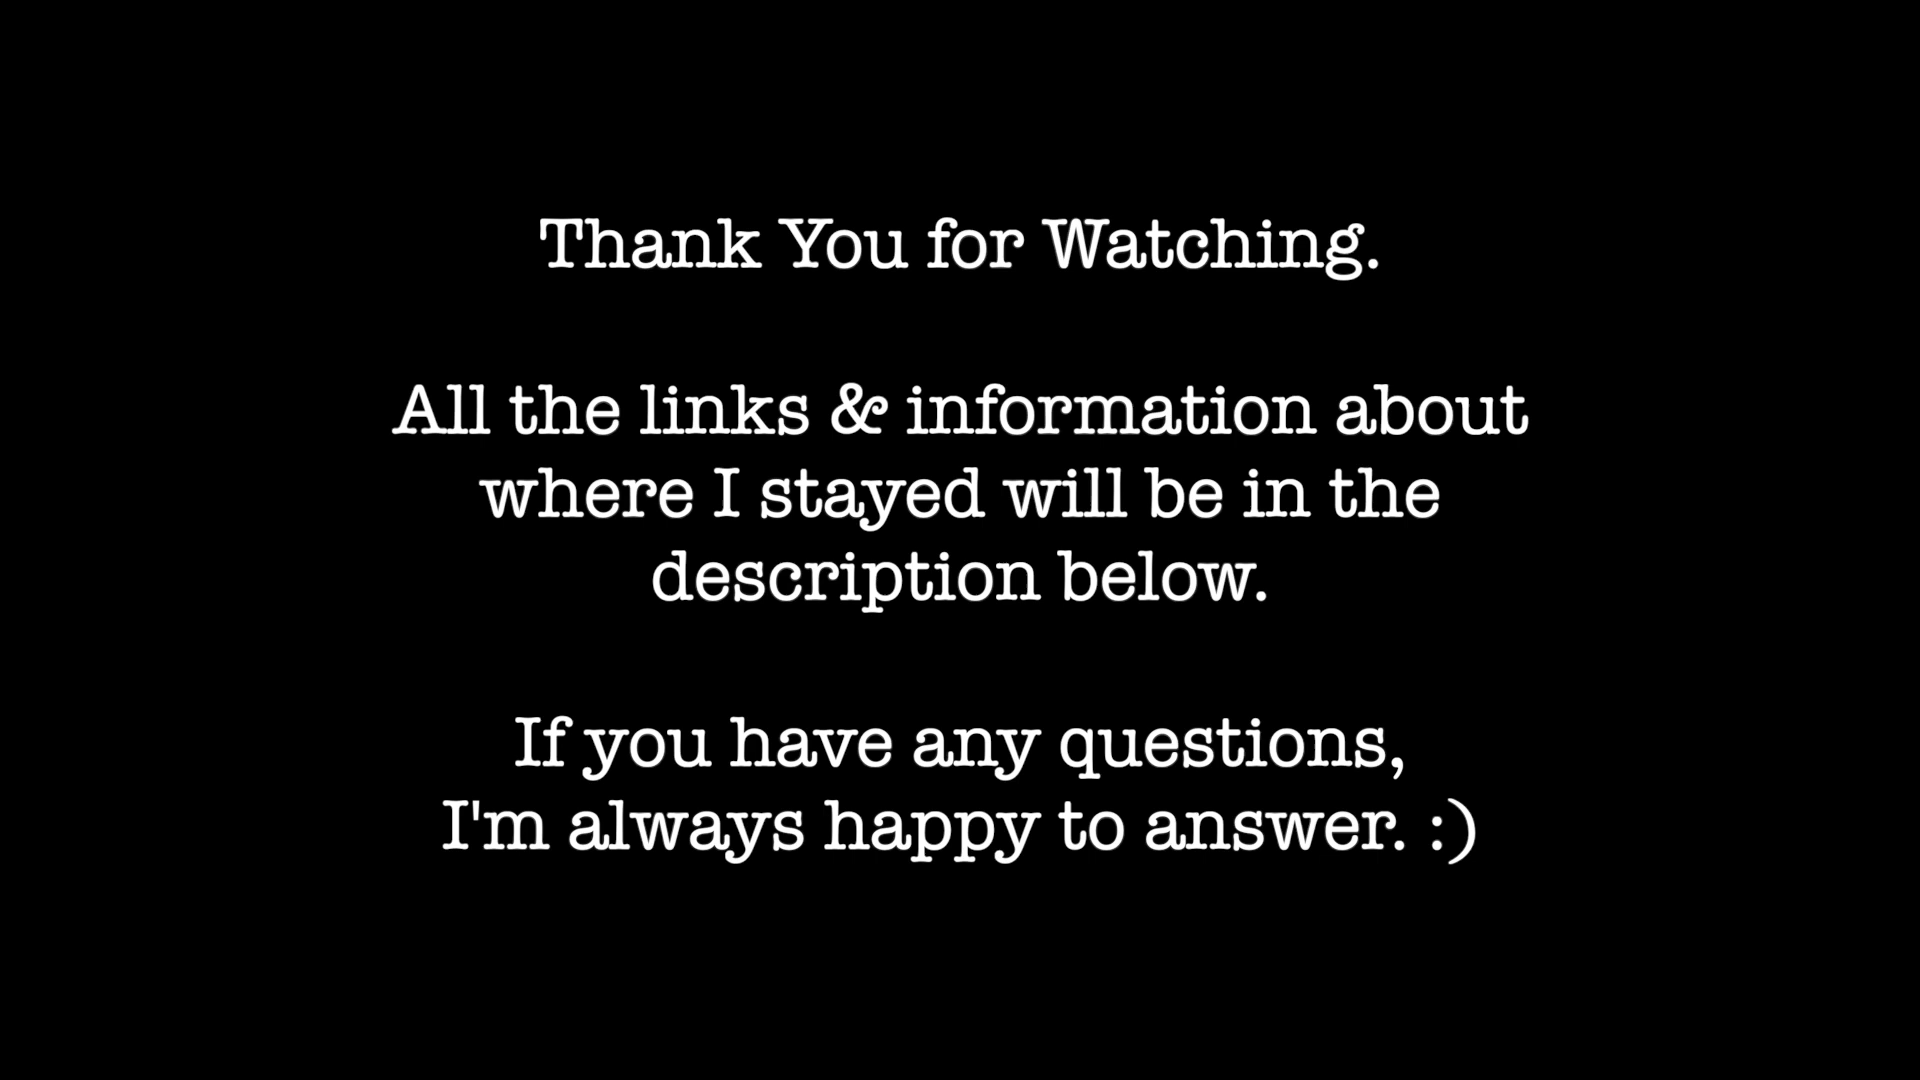 Thank You for Watching.
All the links & information about
where I stayed will be in the
description below.
If you have any questions,
I'm always happy to answer. :)